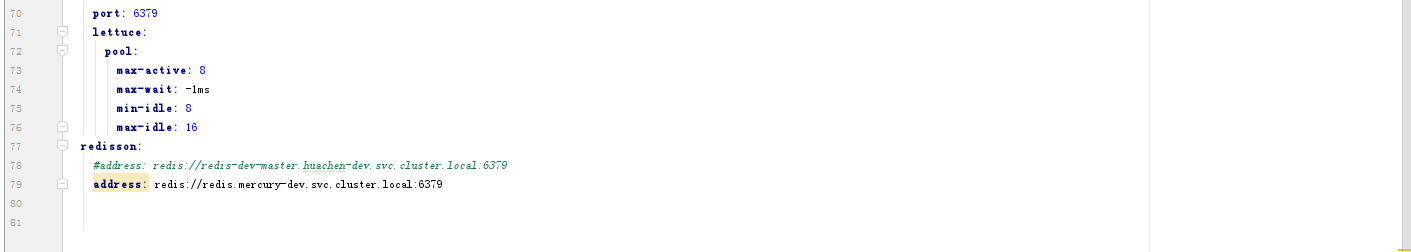 70 port: 6379
71 lettuce:
72 pool:
73 max-active: 8
74 max-wait: -1ms
75 min-idle: 8
76 max-idle: 16
77 redisson:
78 #address: redis://redis-dev-master.huachen-dev.svc.cluster.local:6379
79 address: redis://redis.mercury-dev.svc.cluster.local:6379
80
81